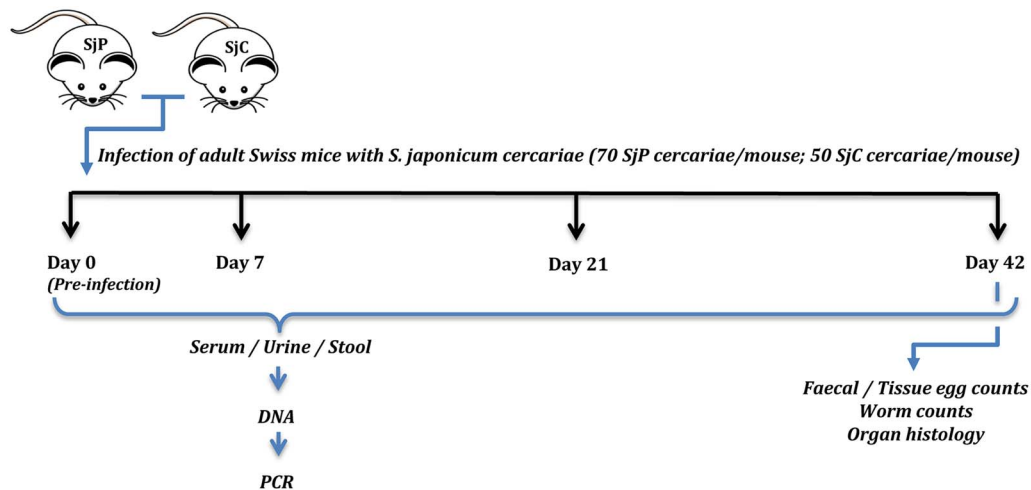 SjP
SjC
Infection of adult Swiss mice with S. japonicum cercariae (70 SjP cercariae/mouse; 50 SjC cercariae/mouse)
Day 0
(Pre-infection)
Day 7
Day 21
Day 42
Serum / Urine / Stool
DNA
PCR
Faecal / Tissue egg counts
Worm counts
Organ histology